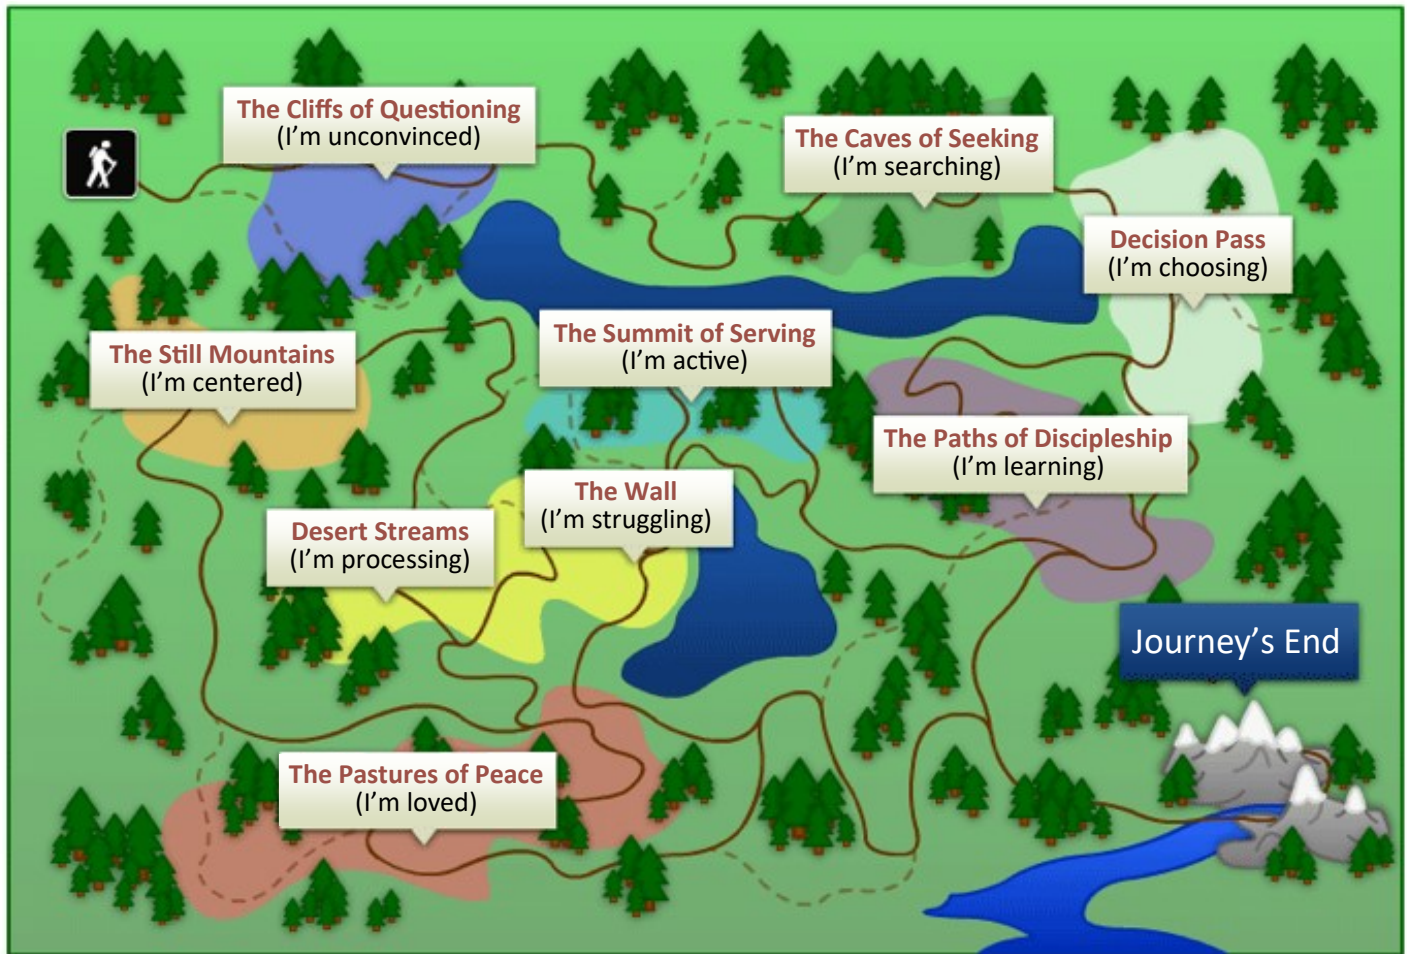 The Cliffs of Questioning
(I'm unconvinced)
The Caves of Seeking
(I'm searching)
Decision Pass
(I'm choosing)
The Summit of Serving
(I'm active)
The Still Mountains
(I'm centered)
The Paths of Discipleship
(I'm learning)
The Wall
(I'm struggling)
Desert Streams
(I'm processing)
Journey's End
The Pastures of Peace
(I'm loved)